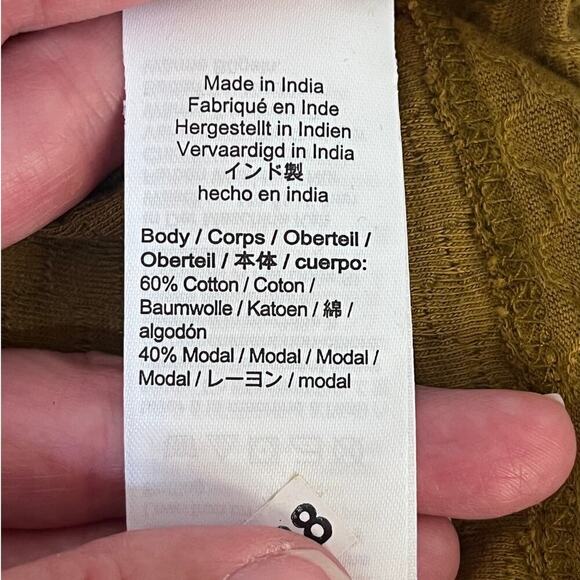 Made in India
Fabriqué en Inde
Hergestellt in Indien
Vervaardigd in India
インド製
hecho en india
Body / Corps / Oberteil /
Oberteil / 本体 / cuerpo:
60% Cotton / Coton /
Baumwolle / Katoen / 綿 /
algodón
40% Modal / Modal / Modal /
Modal / レーヨン / modal
8